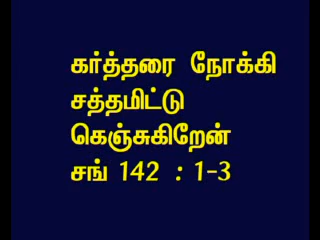 கர்த்தரை நோக்கி
சத்தமிட்டு
கெஞ்சுகிறேன்
சங் 142 : 1-3